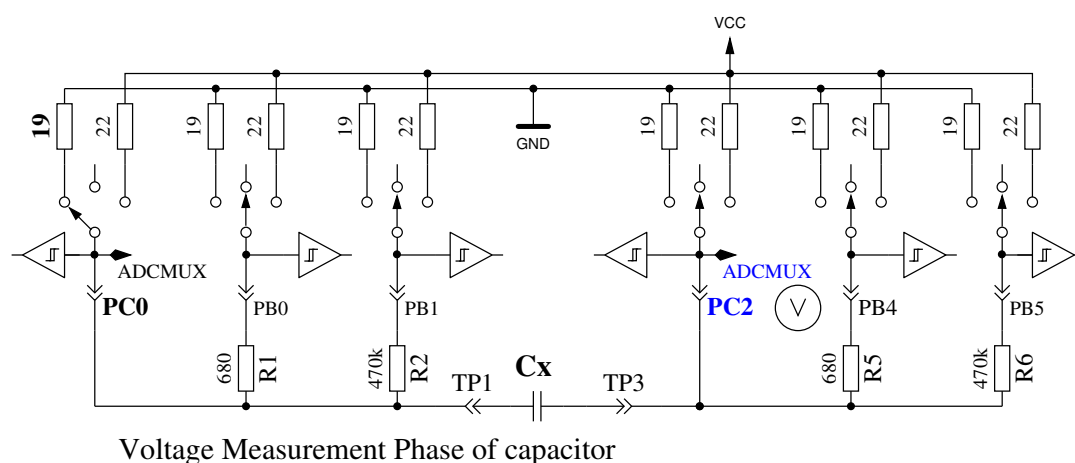 VCC
19
22
19
22
19
22
GND
19
22
19
22
19
22
ADCMUX
ADCMUX
PC0
PB0
PB1
PC2
V
PB4
PB5
680
R1
470k
R2
TP1
Cx
TP3
680
R5
470k
R6
Voltage Measurement Phase of capacitor